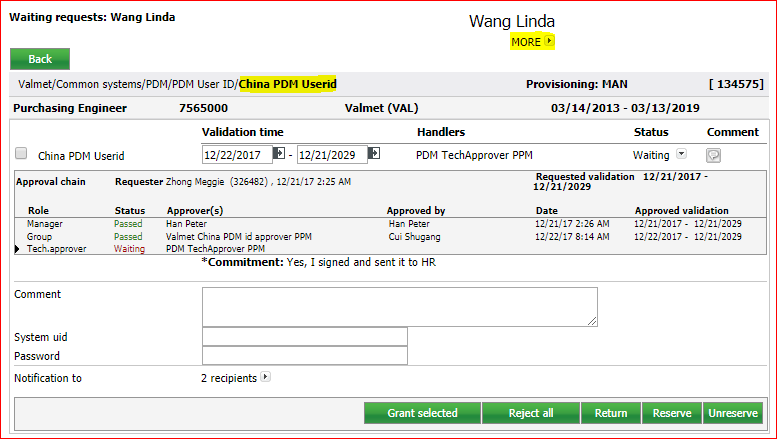 Waiting requests: Wang Linda
Wang Linda
MORE
Back
Valmet/Common systems/PDM/PDM User ID/China PDM Userid Provisioning: MAN [ 134575]
Purchasing Engineer 7565000 Valmet (VAL) 03/14/2013 - 03/13/2019
Validation time Handlers Status Comment
China PDM Userid 12/22/2017 - 12/21/2029 PDM TechApprover PPM Waiting
Approval chain Requester Zhong Meggie (326482) , 12/21/17 2:25 AM Requested validation 12/21/2017 -
12/21/2029
Role Status Approver(s) Approved by Date Approved validation
Manager Passed Han Peter Han Peter 12/21/17 2:26 AM 12/21/2017 - 12/21/2029
Group Passed Valmet China PDM id approver PPM Cui Shugang 12/22/17 8:14 AM 12/22/2017 - 12/21/2029
Tech.approver Waiting PDM TechApprover PPM
*Commitment: Yes, I signed and sent it to HR
Comment
System uid
Password
Notification to 2 recipients
Grant selected Reject all Return Reserve Unreserve